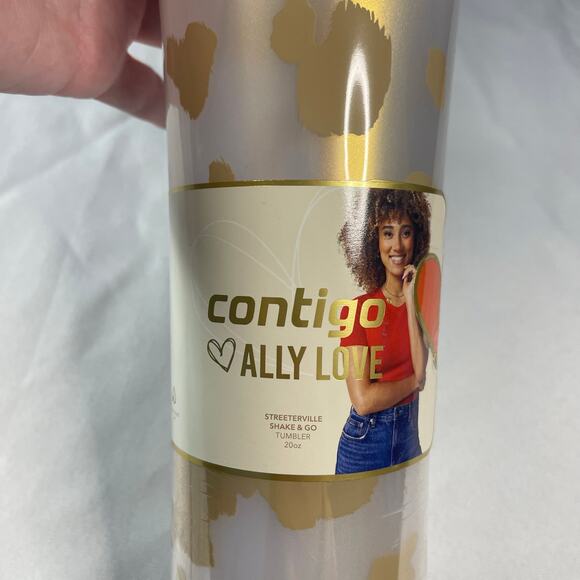 contigo
ALLY LOVE
STREETERVILLE
SHAKE & GO
TUMBLER
20oz